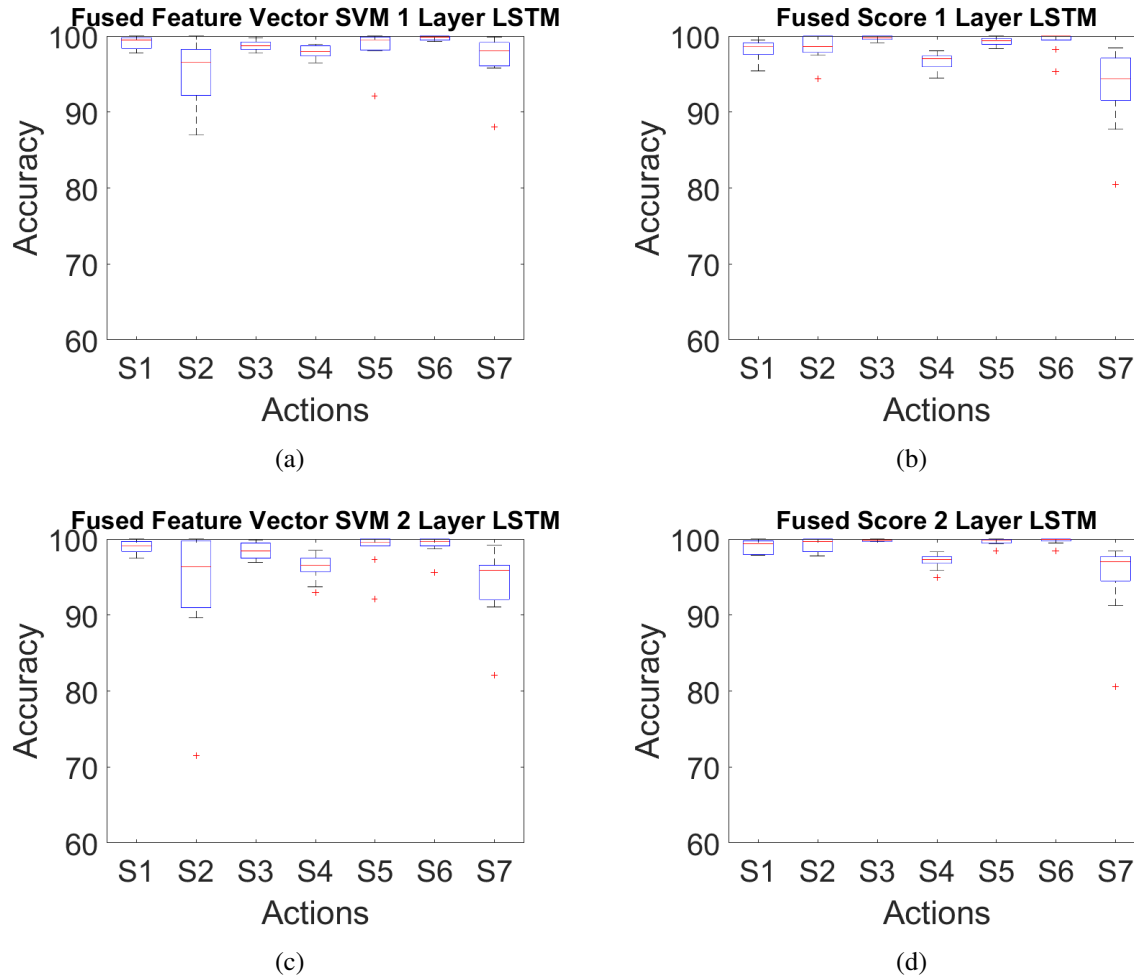 Fused Feature Vector SVM 1 Layer LSTM
100
90
80
70
60
Accuracy
S1 S2 S3 S4 S5 S6 S7
Actions
(a)
Fused Score 1 Layer LSTM
100
90
80
70
60
Accuracy
S1 S2 S3 S4 S5 S6 S7
Actions
(b)
Fused Feature Vector SVM 2 Layer LSTM
100
90
80
70
60
Accuracy
S1 S2 S3 S4 S5 S6 S7
Actions
(c)
Fused Score 2 Layer LSTM
100
90
80
70
60
Accuracy
S1 S2 S3 S4 S5 S6 S7
Actions
(d)